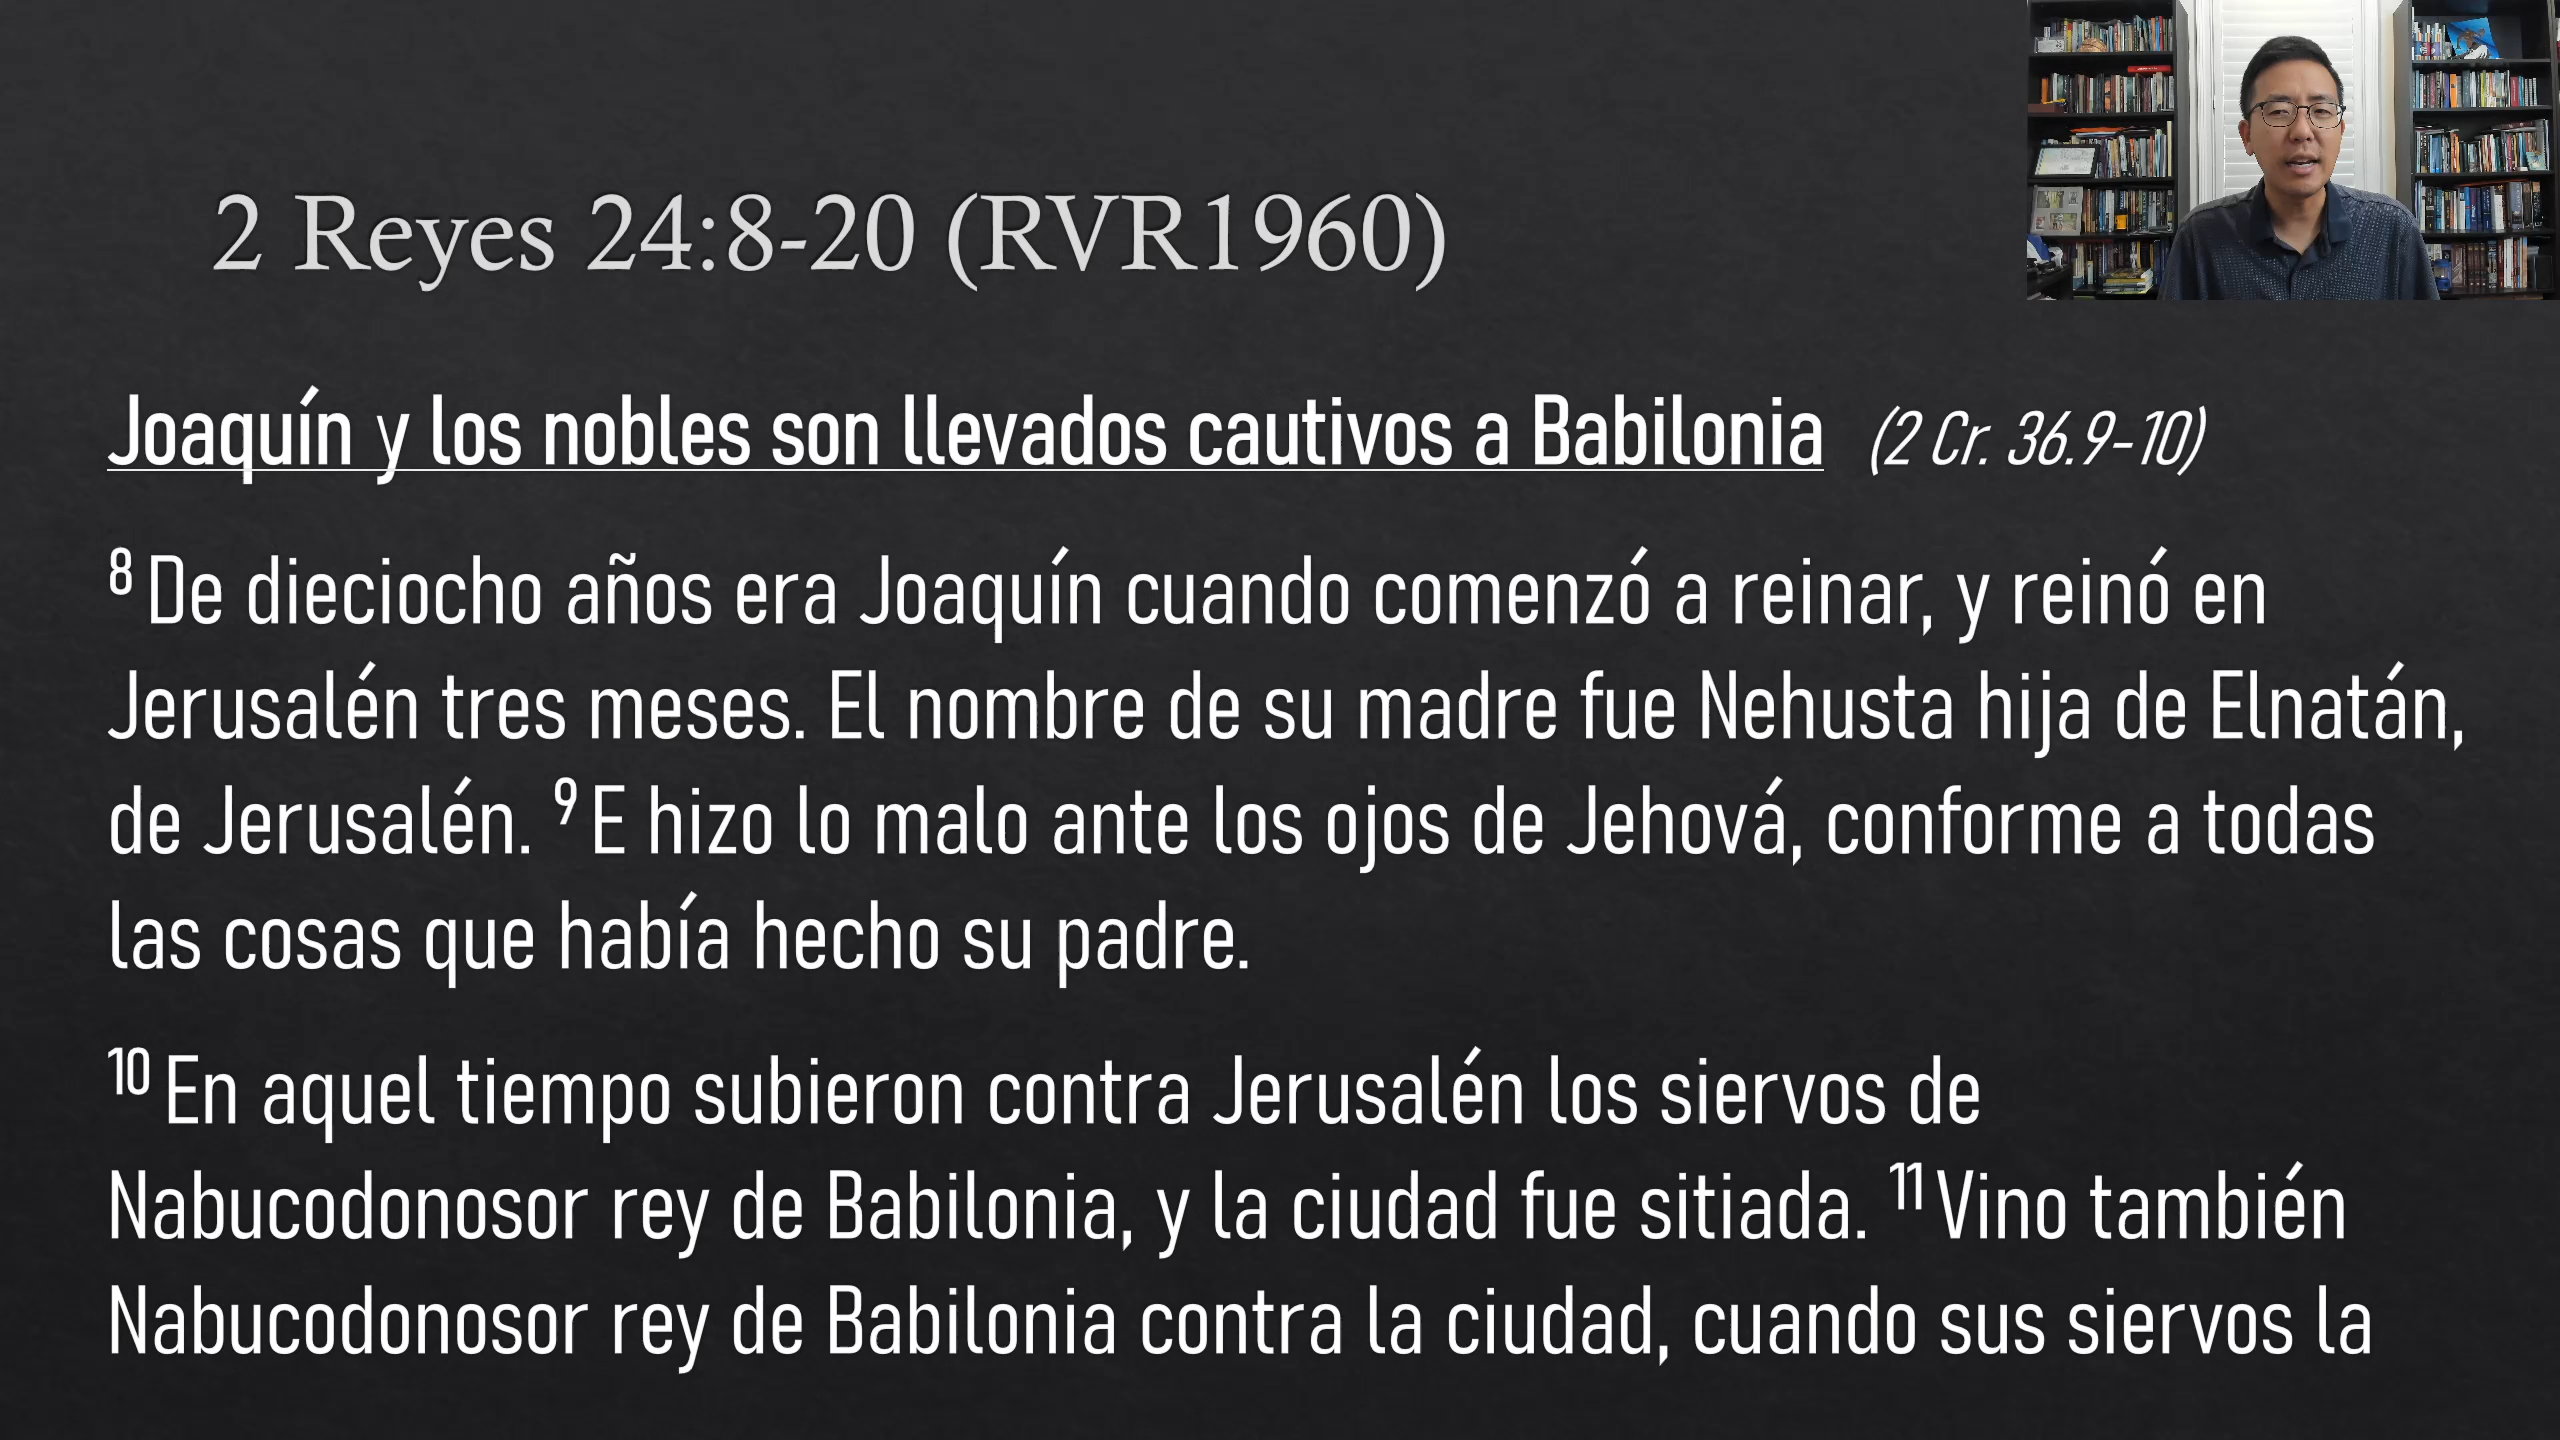 2 Reyes 24:8-20 (RVR1960)
Joaquín y los nobles son llevados cautivos a Babilonia (2 Cr. 36.9-10)
8 De dieciocho años era Joaquín cuando comenzó a reinar, y reinó en
Jerusalén tres meses. El nombre de su madre fue Nehusta hija de Elnatán,
de Jerusalén. 9 E hizo lo malo ante los ojos de Jehová, conforme a todas
las cosas que había hecho su padre.
10 En aquel tiempo subieron contra Jerusalén los siervos de
Nabucodonosor rey de Babilonia, y la ciudad fue sitiada. 11 Vino también
Nabucodonosor rey de Babilonia contra la ciudad, cuando sus siervos la